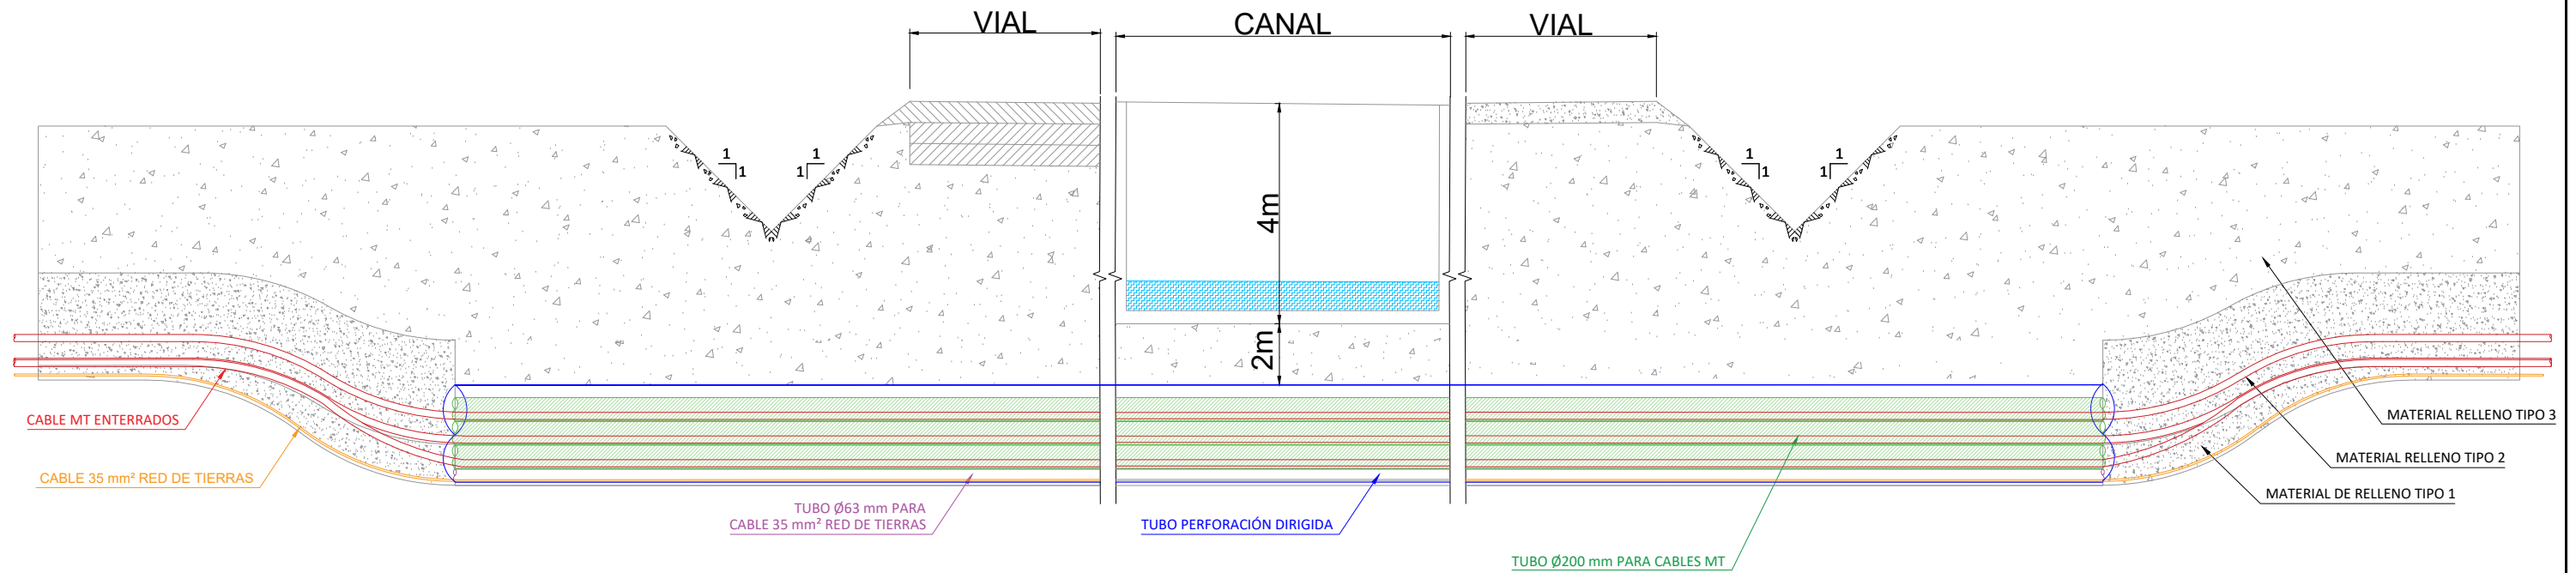 VIAL
CANAL
VIAL
1
1
1
1
1
1
1
1
4m
2m
CABLE MT ENTERRADOS
CABLE 35 mm² RED DE TIERRAS
TUBO Ø63 mm PARA
CABLE 35 mm² RED DE TIERRAS
TUBO PERFORACIÓN DIRIGIDA
TUBO Ø200 mm PARA CABLES MT
MATERIAL RELLENO TIPO 3
MATERIAL RELLENO TIPO 2
MATERIAL DE RELLENO TIPO 1